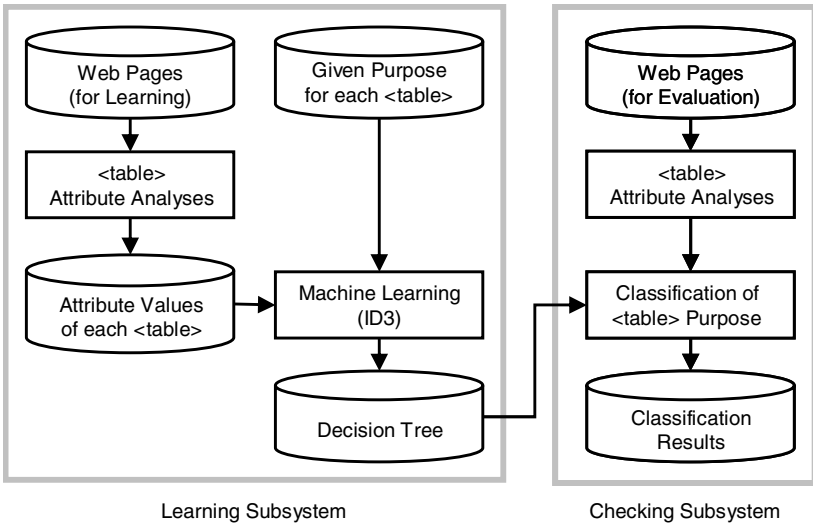 Web Pages
(for Learning)
Given Purpose
for each <table>
Web Pages
(for Evaluation)
<table>
Attribute Analyses
<table>
Attribute Analyses
Attribute Values
of each <table>
Machine Learning
(ID3)
Classification of
<table> Purpose
Decision Tree
Classification
Results
Learning Subsystem
Checking Subsystem